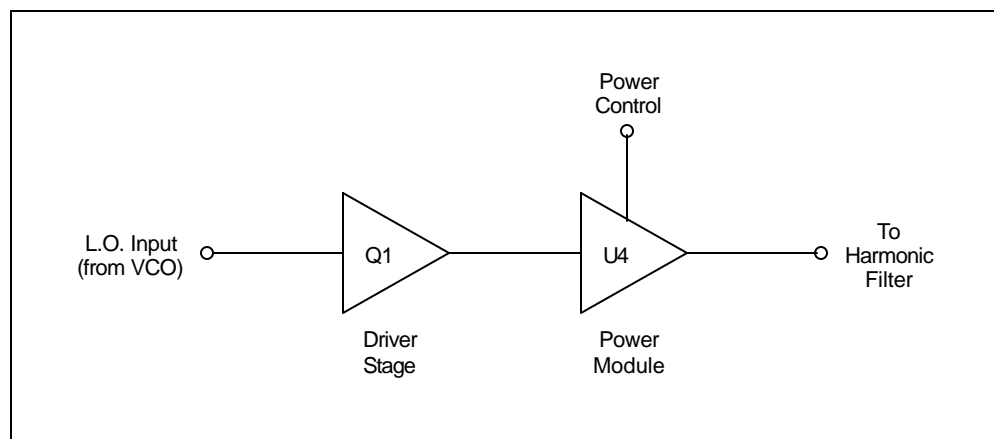 Power
Control
L.O. Input
(from VCO)
Q1
U4
To
Harmonic
Filter
Driver
Stage
Power
Module